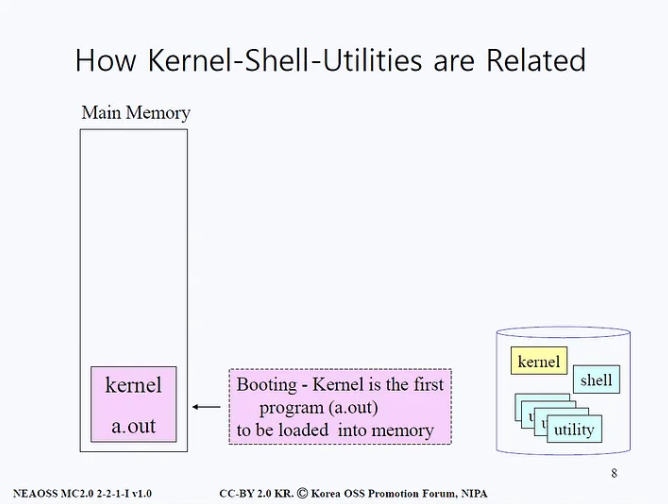 How Kernel-Shell-Utilities are Related
Main Memory
kernel
a.out
Booting - Kernel is the first
program (a.out)
to be loaded into memory
kernel
shell
utility
8
NEAOSS MC2.0 2-2-1-I v1.0
CC-BY 2.0 KR. © Korea OSS Promotion Forum, NIPA